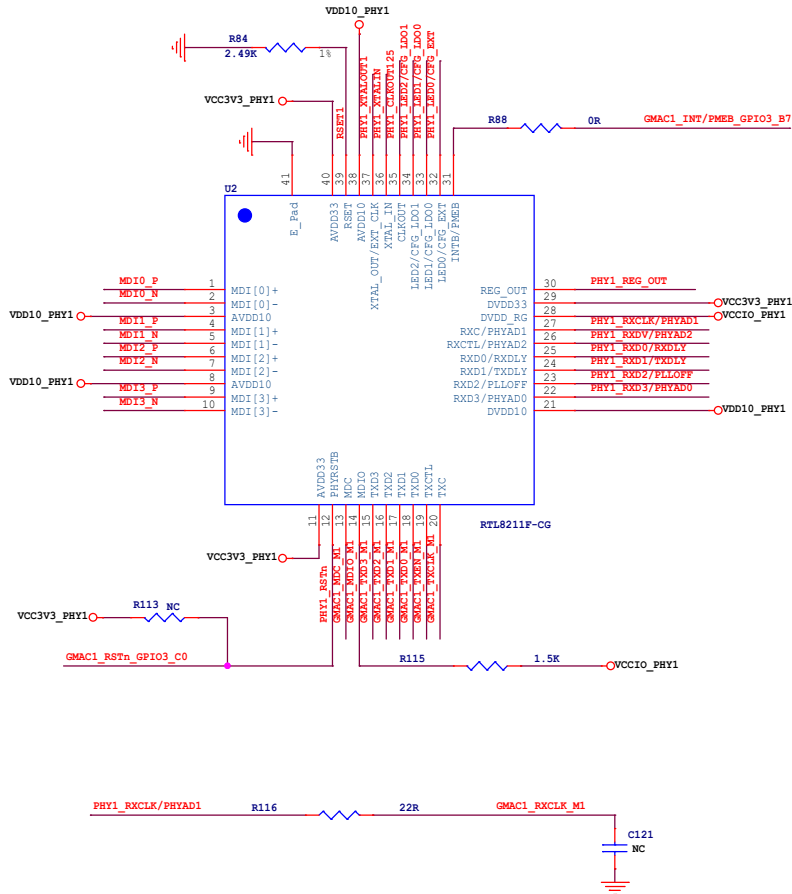 VDD10_PHY1
R84
2.49K
1%
VCC3V3_PHY1
RSET1
PHY1_XTALOUT1
PHY1_XTALIN
PHY1_CLKOUT125
PHY1_LED2/CFG_LDO1
PHY1_LED1/CFG_LDO0
PHY1_LED0/CFG_EXT
R88
0R
GMAC1_INT/PMEB_GPIO3_B7
41
40
39
38
37
36
35
34
33
32
31
U2
E_Pad
AVDD33
RSET
AVDD10
XTAL_OUT/EXT_CLK
XTAL_IN
CLKOUT
LED2/CFG_LDO1
LED1/CFG_LDO0
LED0/CFG_EXT
INTB/PMEB
MDI0_P 1 MDI[0]+
MDI0_N 2 MDI[0]-
VDD10_PHY1 3 AVDD10
MDI1_P 4 MDI[1]+
MDI1_N 5 MDI[1]-
MDI2_P 6 MDI[2]+
MDI2_N 7 MDI[2]-
VDD10_PHY1 8 AVDD10
MDI3_P 9 MDI[3]+
MDI3_N 10 MDI[3]-
REG_OUT 30 PHY1_REG_OUT
DVDD33 29 VCC3V3_PHY1
DVDD_RG 28 VCCIO_PHY1
RXC/PHYAD1 27 PHY1_RXCLK/PHYAD1
RXCTL/PHYAD2 26 PHY1_RXDV/PHYAD2
RXD0/RXDLY 25 PHY1_RXD0/RXDLY
RXD1/TXDLY 24 PHY1_RXD1/TXDLY
RXD2/PLLOFF 23 PHY1_RXD2/PLLOFF
RXD3/PHYAD0 22 PHY1_RXD3/PHYAD0
DVDD10 21 VDD10_PHY1
AVDD33
PHYRSTB
MDC
MDIO
TXD3
TXD2
TXD1
TXD0
TXCTL
TXC
11
12
13
14
15
16
17
18
19
20
RTL8211F-CG
VCC3V3_PHY1
PHY1_RSTn
GMAC1_MDC_M1
GMAC1_MDIO_M1
GMAC1_TXD3_M1
GMAC1_TXD2_M1
GMAC1_TXD1_M1
GMAC1_TXD0_M1
GMAC1_TXEN_M1
GMAC1_TXCLK_M1
VCC3V3_PHY1
R113
NC
GMAC1_RSTn_GPIO3_C0
R115
1.5K
VCCIO_PHY1
PHY1_RXCLK/PHYAD1
R116
22R
GMAC1_RXCLK_M1
C121
NC